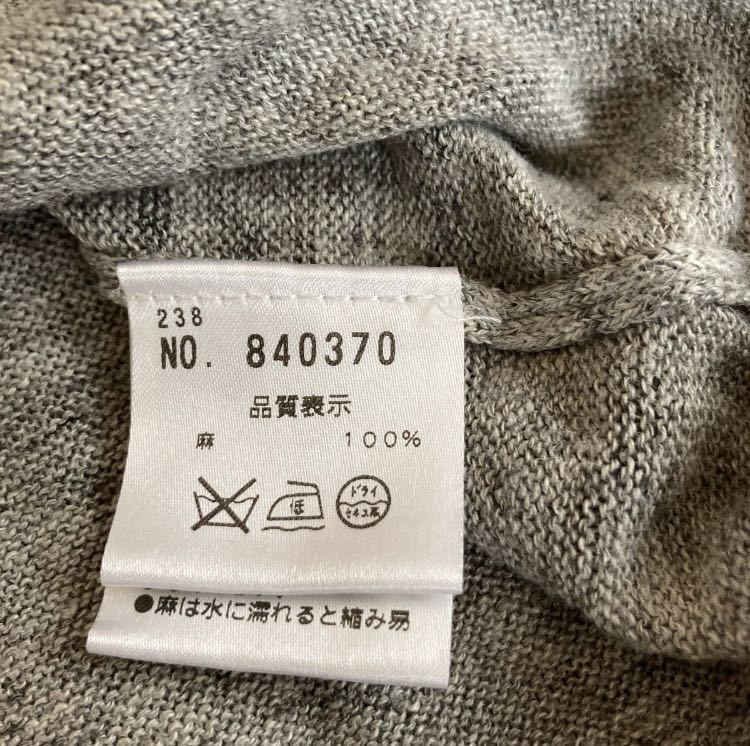 238
NO. 840370
品質表示
麻 100%
低
ドライ
セキユ系
●麻は水に濡れると縮み易